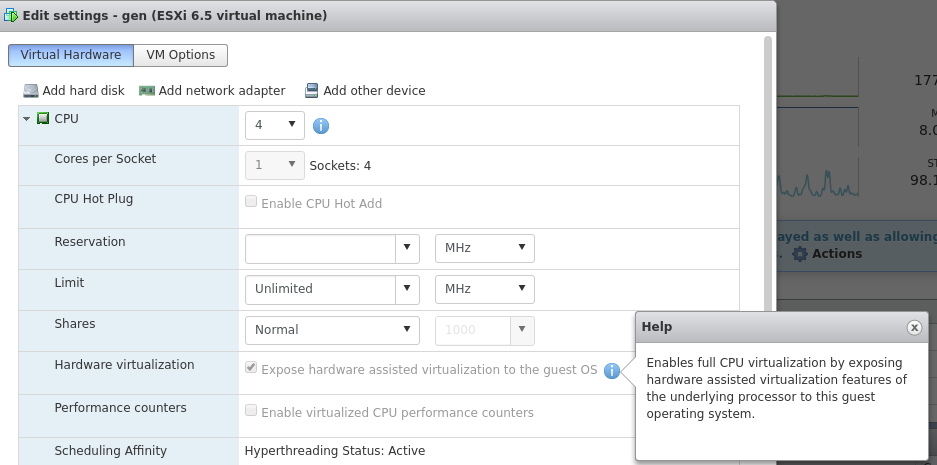 Edit settings - gen (ESXi 6.5 virtual machine)
Virtual Hardware VM Options
Add hard disk Add network adapter Add other device
CPU 4
Cores per Socket 1 Sockets: 4
CPU Hot Plug Enable CPU Hot Add
Reservation MHz
Limit Unlimited MHz
Shares Normal 1000
Hardware virtualization Expose hardware assisted virtualization to the guest OS
Performance counters Enable virtualized CPU performance counters
Scheduling Affinity Hyperthreading Status: Active
Help
Enables full CPU virtualization by exposing
hardware assisted virtualization features of
the underlying processor to this guest
operating system.
177
M
8.0
ST
98.1
ayed as well as allowing
. Actions